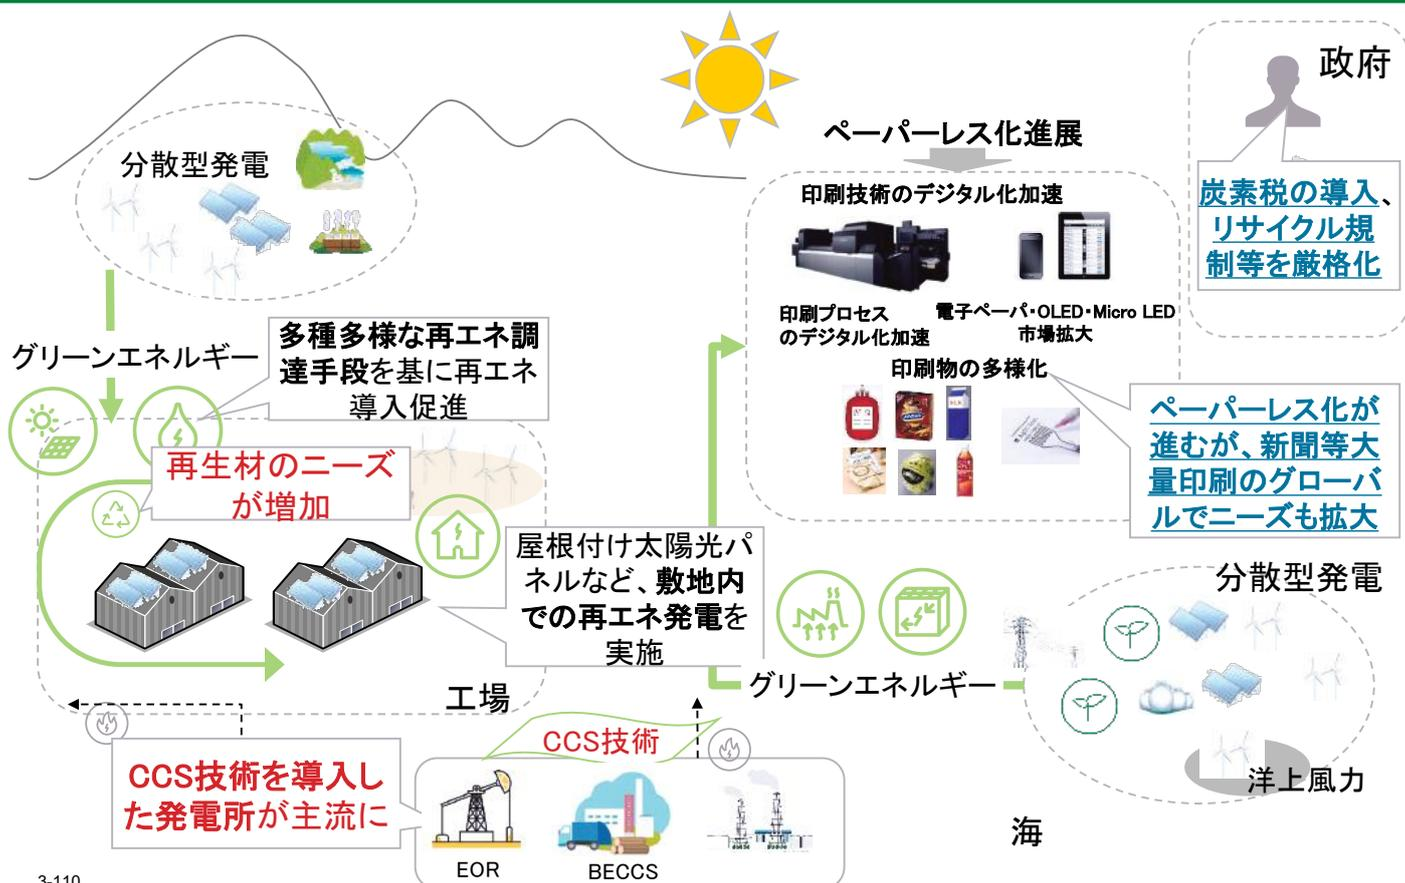 政府
ペーパーレス化進展
分散型発電
印刷技術のデジタル化加速
炭素税の導入、
リサイクル規
制等を厳格化
印刷プロセス
のデジタル化加速
電子ペーパ・OLED・Micro LED
市場拡大
グリーンエネルギー
多種多様な再エネ調
達手段を基に再エネ
導入促進
印刷物の多様化
ペーパーレス化が
進むが、新聞等大
量印刷のグローバ
ルでニーズも拡大
再生材のニーズ
が増加
屋根付け太陽光パ
ネルなど、敷地内
での再エネ発電を
実施
分散型発電
グリーンエネルギー
工場
CCS技術
洋上風力
CCS技術を導入し
た発電所が主流に
海
EOR
BECCS
3-110